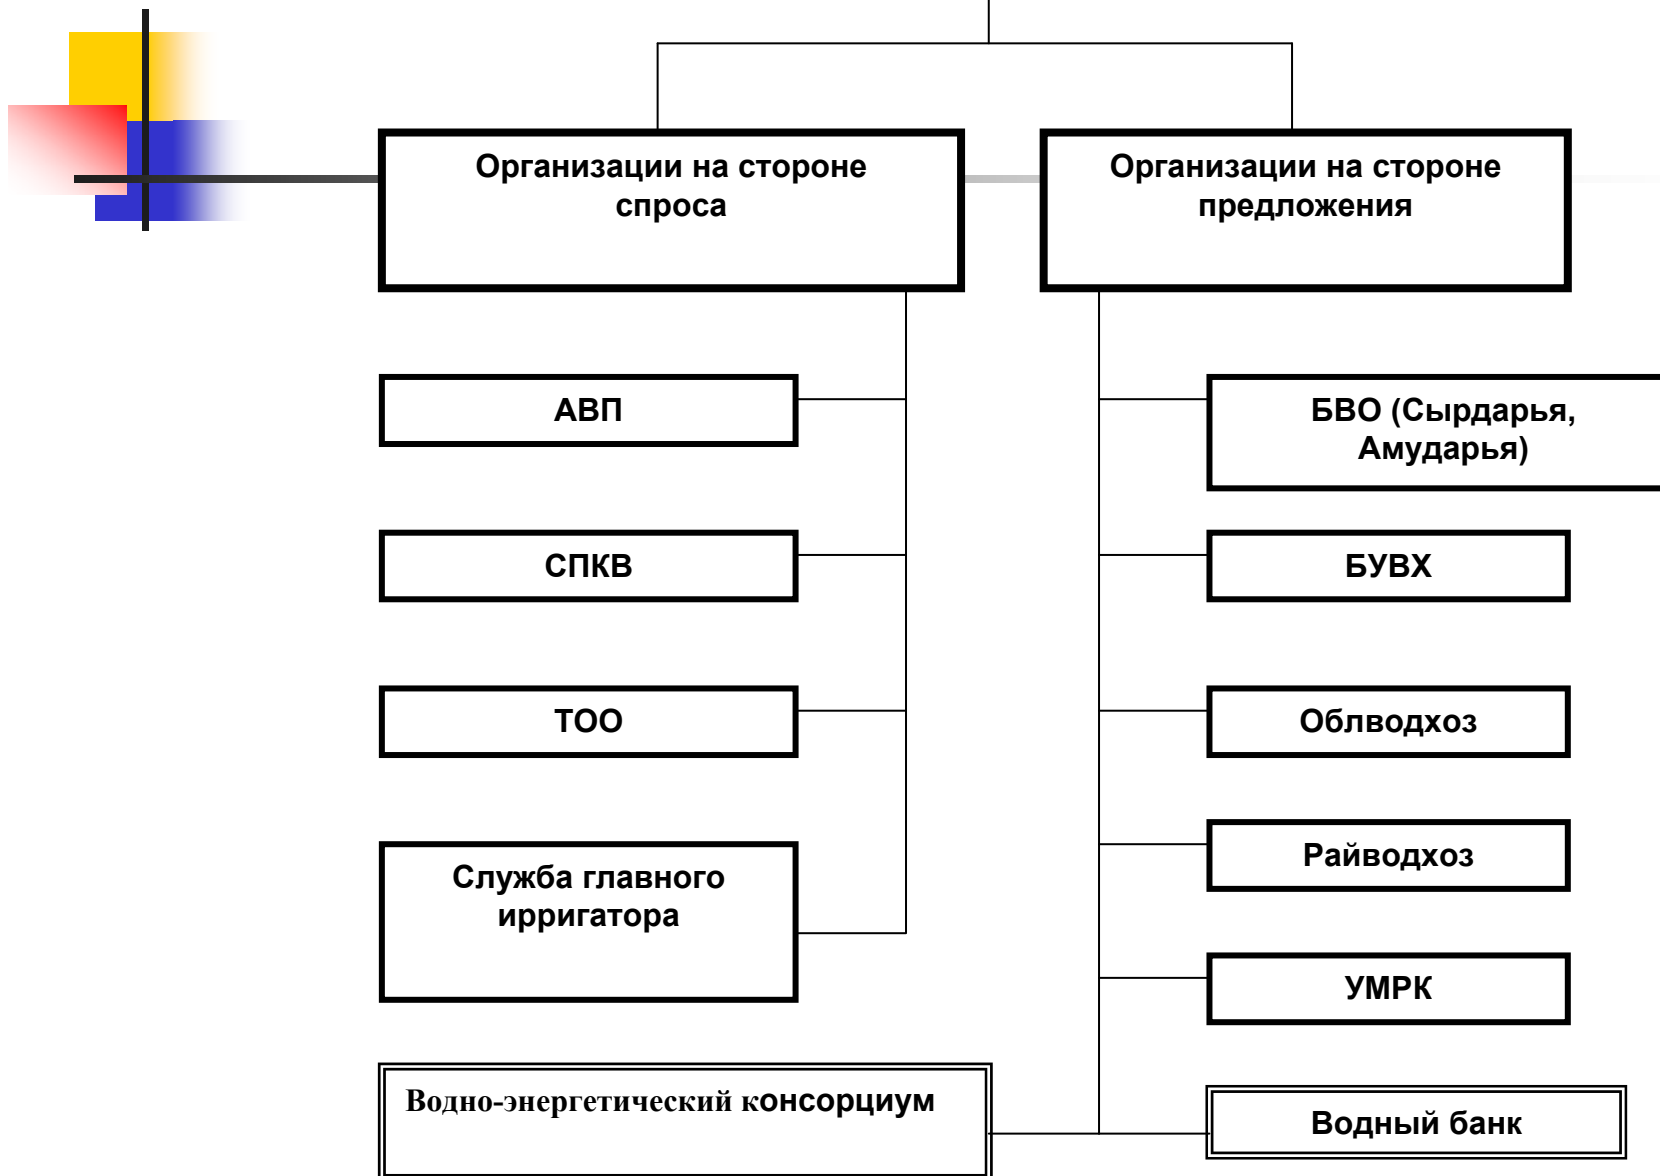 Организации на стороне
спроса
Организации на стороне
предложения
АВП
СПКВ
ТОО
Служба главного
ирригатора
Водно-энергетический консорциум
БВО (Сырдарья,
Амударья)
БУВХ
Облводхоз
Райводхоз
УМРК
Водный банк